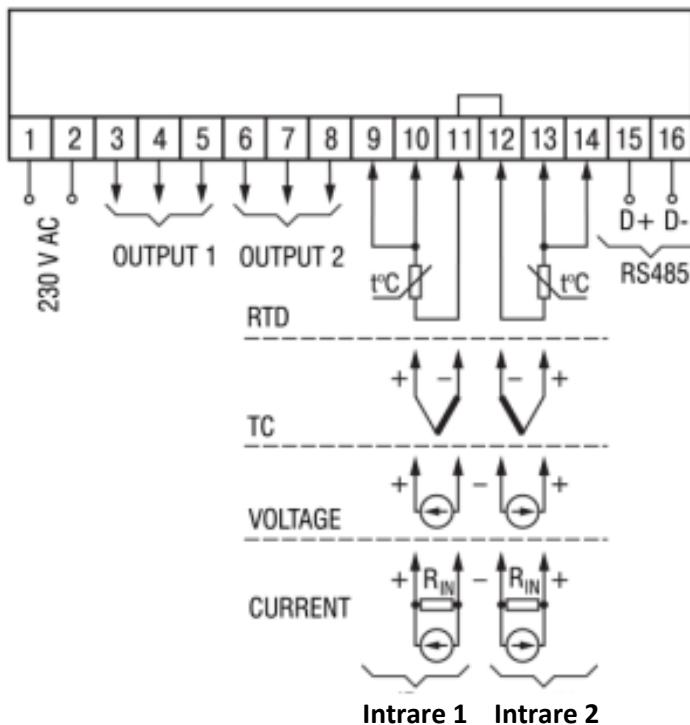 1 2 3 4 5 6 7 8 9 10 11 12 13 14 15 16
230 V AC
OUTPUT 1 OUTPUT 2
t°C t°C
D+ D-
RS485
RTD
+ - - +
TC
+ - +
VOLTAGE
+ RIN - RIN +
CURRENT
Intrare 1 Intrare 2